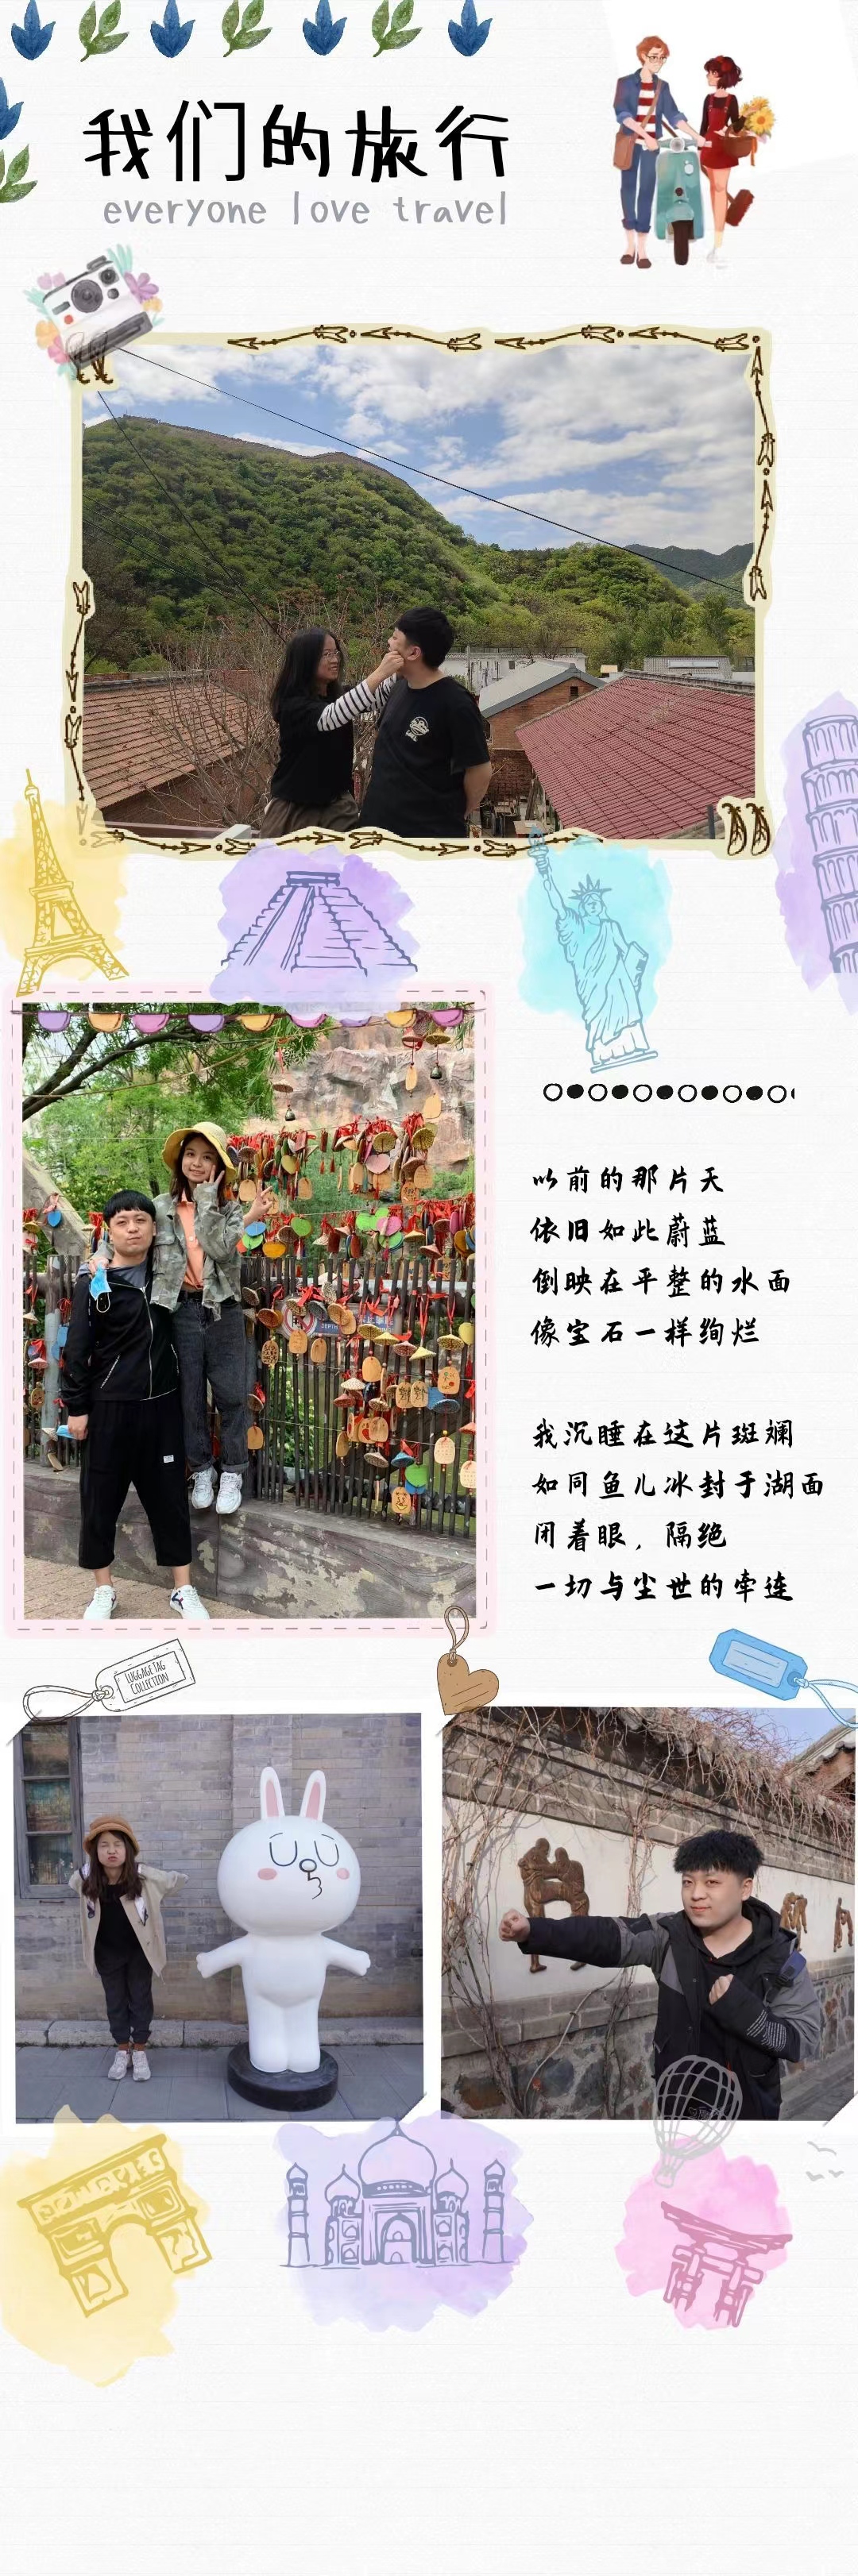 我们的旅行
everyone love travel
以前的那片天
依旧如此蔚蓝
倒映在平整的水面
像宝石一样绚烂
我沉睡在这片斑斓
如同鱼儿冰封于湖面
闭着眼，隔绝
一切与尘世的牵连
LUGGAGE TAG
COLLECTION